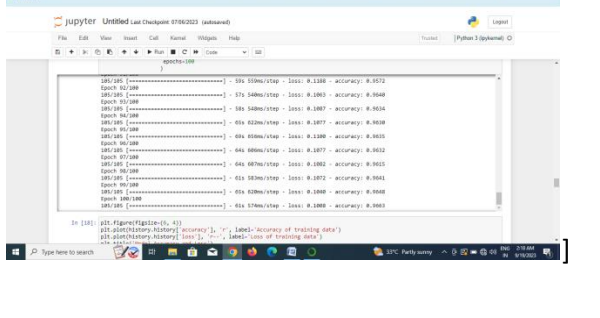 jupyter Untitled Last Checkpoint: 07/06/2023 (autosaved)
Logout
File Edit View Insert Cell Kernel Widgets Help
Trusted Python 3 (ipykernel)
Run Code
epochs=100
)
105/105 [==============================] - 59s 559ms/step - loss: 0.1188 - accuracy: 0.9572
Epoch 92/100
105/105 [==============================] - 57s 540ms/step - loss: 0.1063 - accuracy: 0.9640
Epoch 93/100
105/105 [==============================] - 58s 548ms/step - loss: 0.1087 - accuracy: 0.9634
Epoch 94/100
105/105 [==============================] - 65s 622ms/step - loss: 0.1077 - accuracy: 0.9630
Epoch 95/100
105/105 [==============================] - 69s 656ms/step - loss: 0.1100 - accuracy: 0.9635
Epoch 96/100
105/105 [==============================] - 64s 606ms/step - loss: 0.1077 - accuracy: 0.9632
Epoch 97/100
105/105 [==============================] - 64s 607ms/step - loss: 0.1082 - accuracy: 0.9615
Epoch 98/100
105/105 [==============================] - 61s 583ms/step - loss: 0.1072 - accuracy: 0.9641
Epoch 99/100
105/105 [==============================] - 65s 620ms/step - loss: 0.1040 - accuracy: 0.9648
Epoch 100/100
105/105 [==============================] - 61s 574ms/step - loss: 0.1000 - accuracy: 0.9663
In [18]: plt.figure(figsize=(6, 4))
plt.plot(history.history['accuracy'], 'r', label='Accuracy of training data')
plt.plot(history.history['loss'], 'r--', label='Loss of training data')
Type here to search
33°C Partly sunny
ENG
IN
2:10 AM
9/19/2023
]